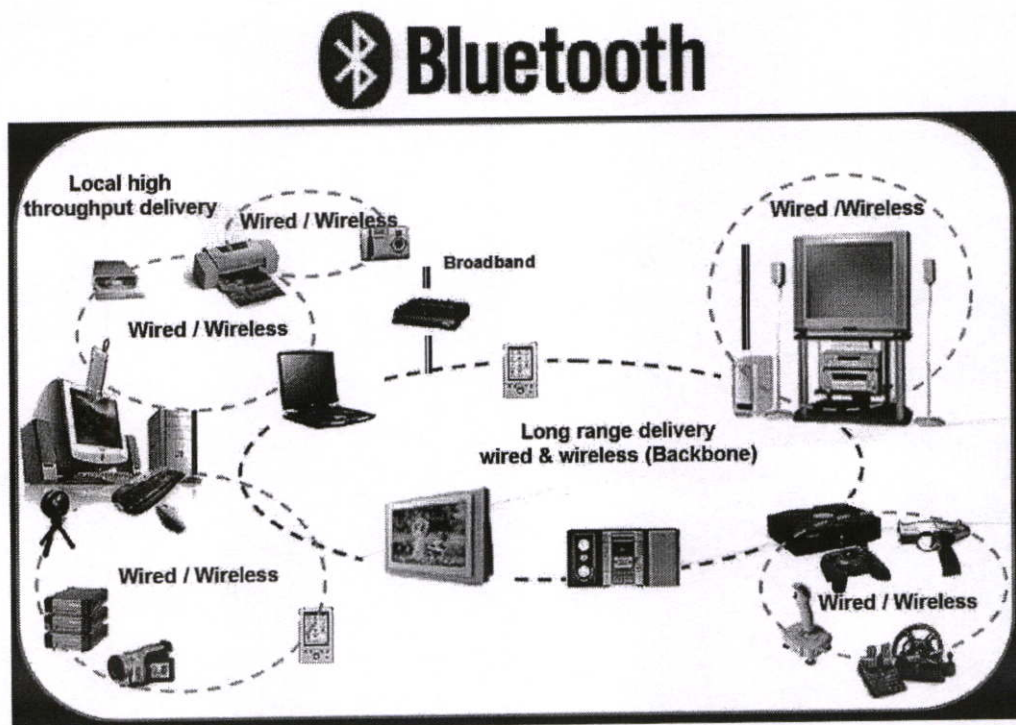 Bluetooth
Local high
throughput delivery
Wired / Wireless
Wired /Wireless
Broadband
Wired / Wireless
Long range delivery
wired & wireless (Backbone)
Wired / Wireless
Wired / Wireless